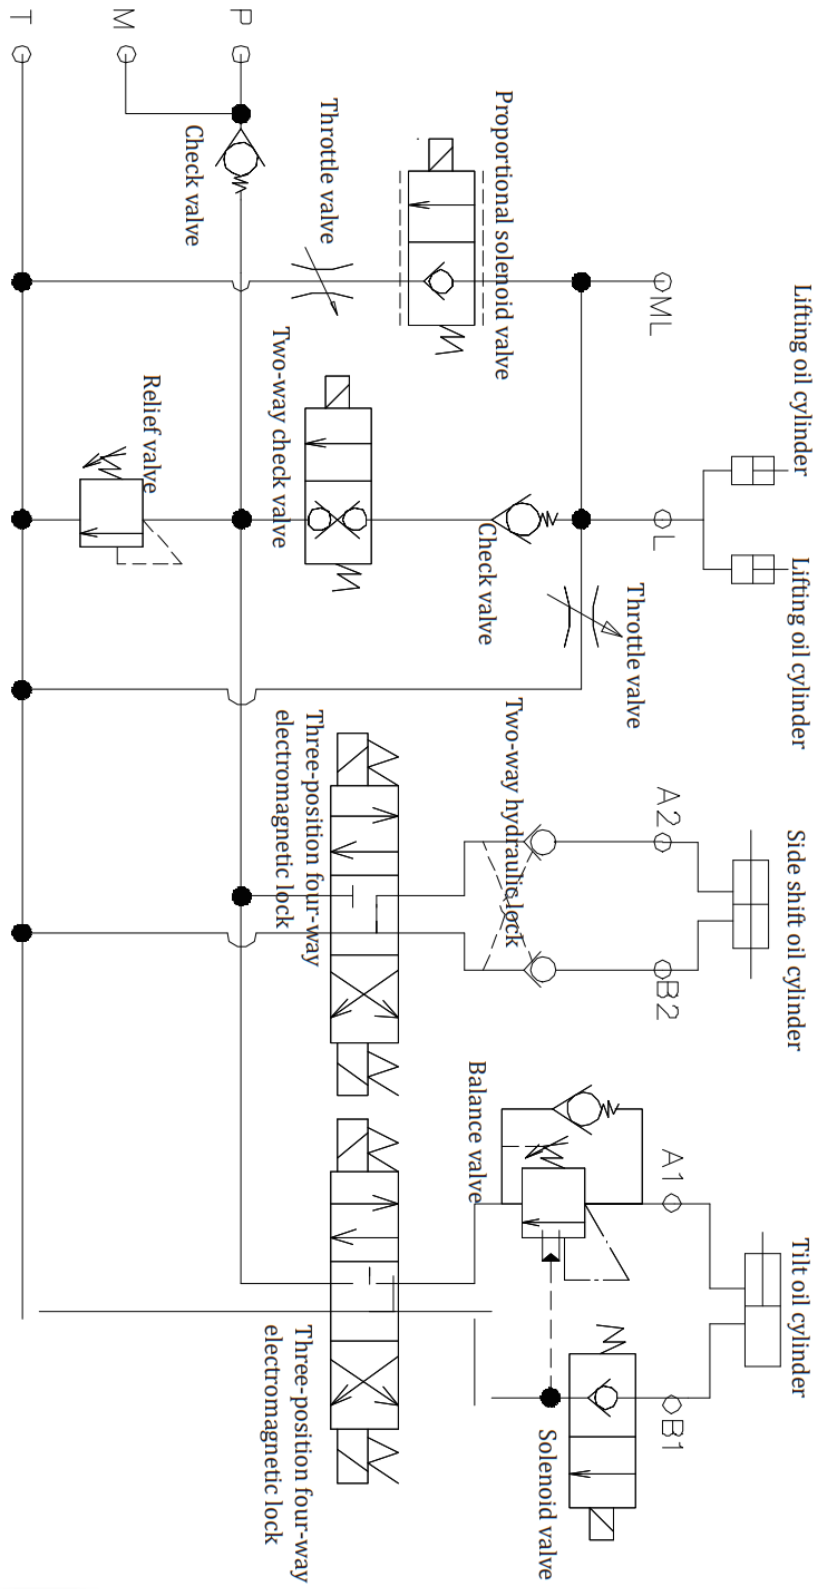 Lifting oil cylinder
Lifting oil cylinder
Side shift oil cylinder
Tilt oil cylinder
ML
L
A2
B2
A1
B1
Throttle valve
Solenoid valve
Proportional solenoid valve
Two-way hydraulic lock
Check valve
Balance valve
Throttle valve
Three-position four-way
electromagnetic lock
Three-position four-way
electromagnetic lock
Two-way check valve
P
Check valve
Relief valve
M
T